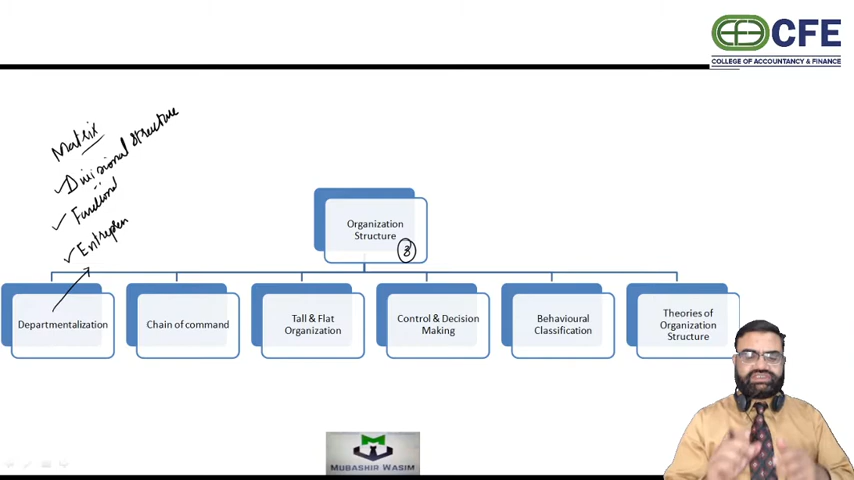 CFE
COLLEGE OF ACCOUNTANCY & FINANCE
Matrix
Divisional structure
Functional
Entrepren
Organization
Structure
3
Departmentalization
Chain of command
Tall & Flat
Organization
Control & Decision
Making
Behavioural
Classification
Theories of
Organization
Structure
MUBASHIR WASIM